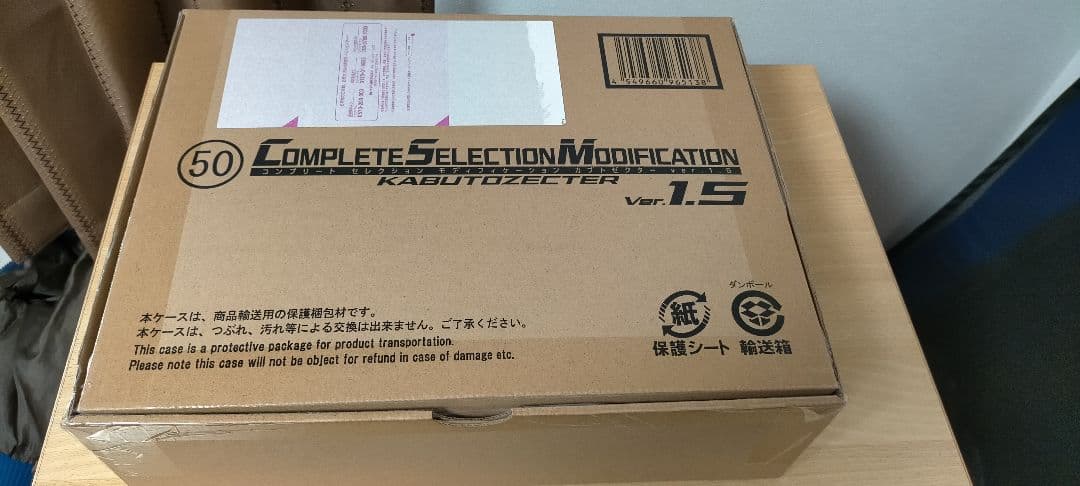 50
COMPLETE SELECTION MODIFICATION
コンプリート セレクション モディフィケーション カブトゼクター ver 1.5
KABUTOZECTER
Ver.1.5
本ケースは、商品輸送用の保護梱包材です。
本ケースは、つぶれ、汚れ等による交換は出来ません。ご了承ください。
This case is a protective package for product transportation.
Please note this case will not be object for refund in case of damage etc.
紙
保護シート
ダンボール
輸送箱